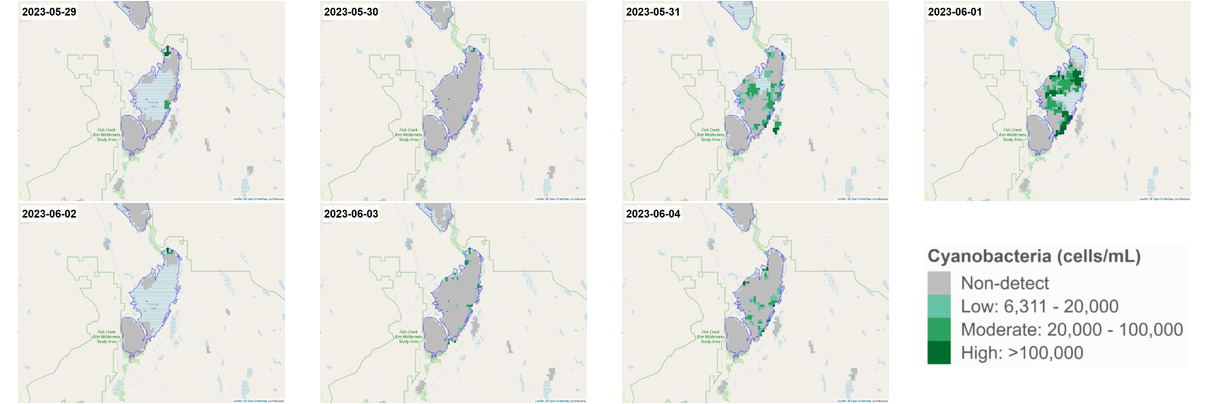 2023-05-29
2023-05-30
2023-05-31
2023-06-01
Fish Creek
Rim Wilderness
Study Area
Fish Creek
Rim Wilderness
Study Area
Fish Creek
Rim Wilderness
Study Area
Fish Creek
Rim Wilderness
Study Area
2023-06-02
2023-06-03
2023-06-04
Fish Creek
Rim Wilderness
Study Area
Fish Creek
Rim Wilderness
Study Area
Fish Creek
Rim Wilderness
Study Area
Cyanobacteria (cells/mL)
Non-detect
Low: 6,311 - 20,000
Moderate: 20,000 - 100,000
High: >100,000